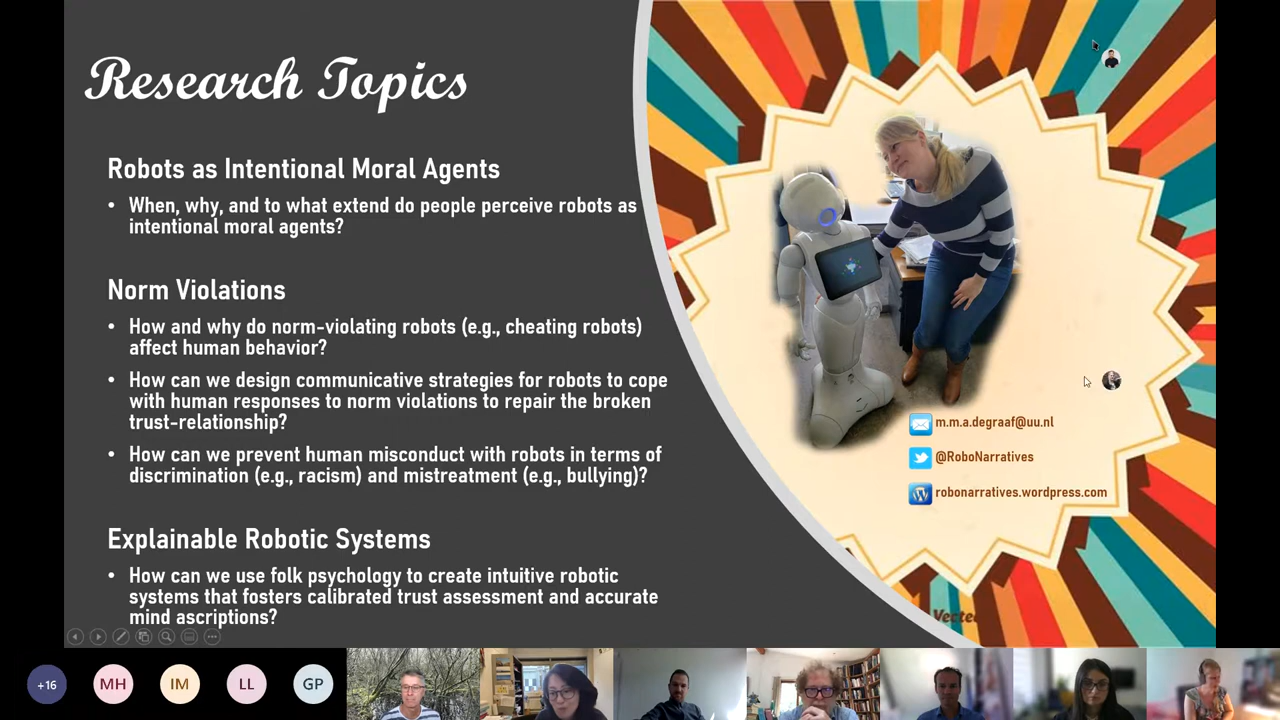 Research Topics
Robots as Intentional Moral Agents
• When, why, and to what extend do people perceive robots as
intentional moral agents?
Norm Violations
• How and why do norm-violating robots (e.g., cheating robots)
affect human behavior?
• How can we design communicative strategies for robots to cope
with human responses to norm violations to repair the broken
trust-relationship?
• How can we prevent human misconduct with robots in terms of
discrimination (e.g., racism) and mistreatment (e.g., bullying)?
Explainable Robotic Systems
• How can we use folk psychology to create intuitive robotic
systems that fosters calibrated trust assessment and accurate
mind ascriptions?
m.m.a.degraaf@uu.nl
@RoboNarratives
robonarratives.wordpress.com
+16
MH
IM
LL
GP